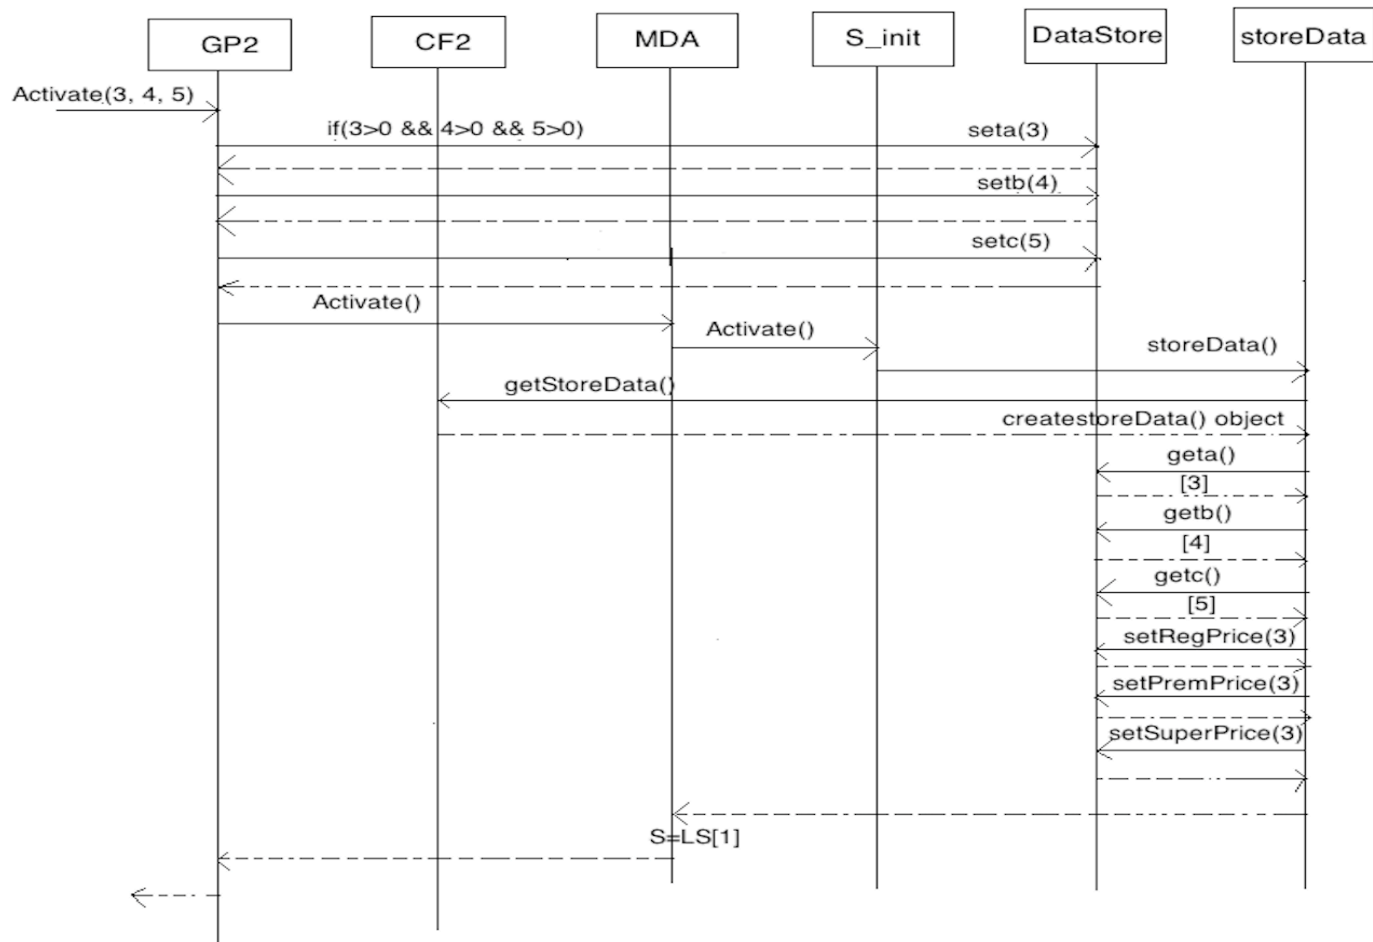 GP2
CF2
MDA
S_init
DataStore
storeData
Activate(3, 4, 5)
if(3>0 && 4>0 && 5>0)
seta(3)
setb(4)
setc(5)
Activate()
Activate()
storeData()
getStoreData()
createstoreData() object
geta()
[3]
getb()
[4]
getc()
[5]
setRegPrice(3)
setPremPrice(3)
setSuperPrice(3)
S=LS[1]